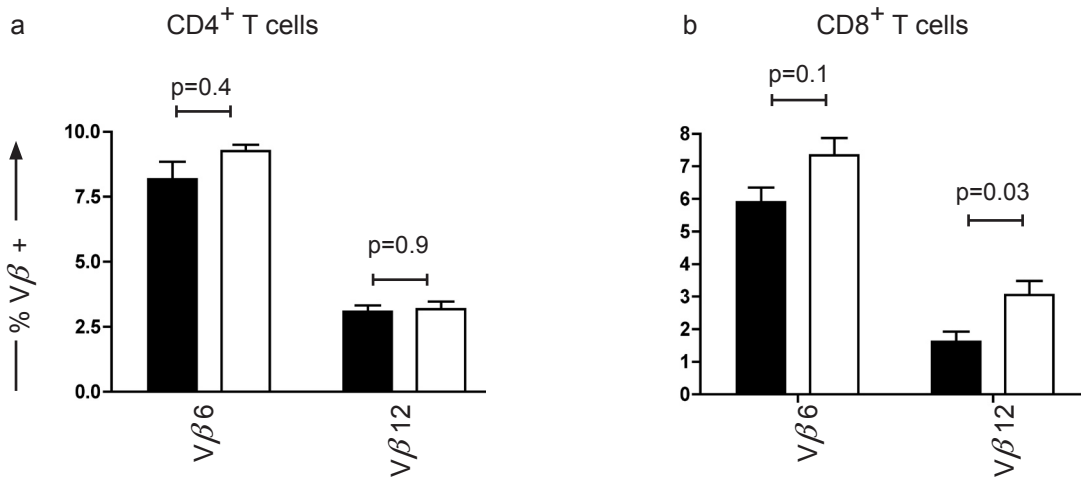 a
CD4+ T cells
p=0.4
p=0.9
% Vβ +
10.0
7.5
5.0
2.5
0.0
Vβ6
Vβ12
b
CD8+ T cells
p=0.1
p=0.03
8
7
6
5
4
3
2
1
0
Vβ6
Vβ12